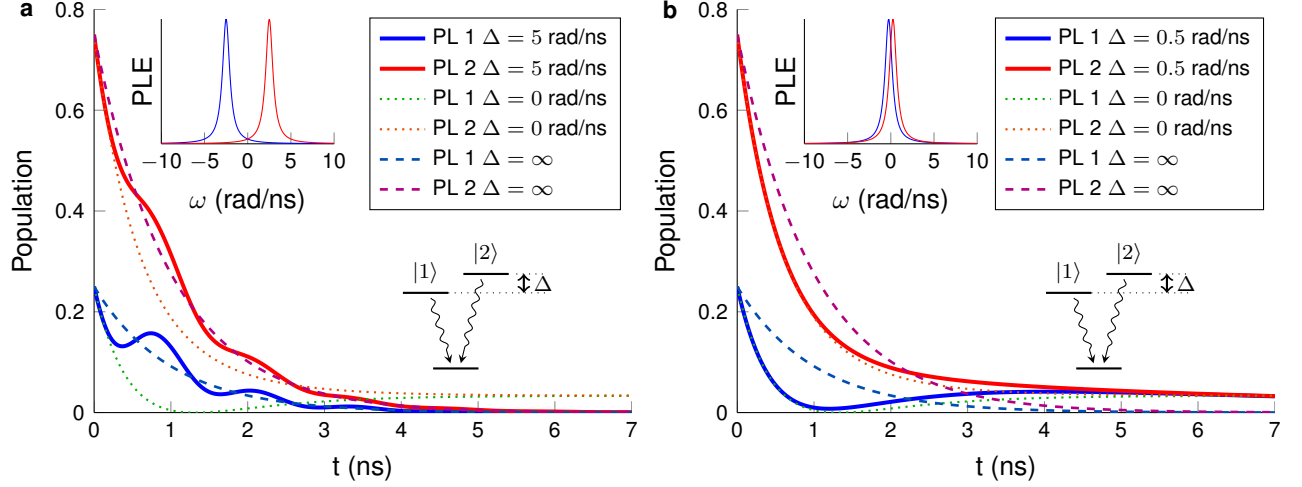 a
Population
0.8
0.6
0.4
0.2
0
0 1 2 3 4 5 6 7
t (ns)
PLE
−10 −5 0 5 10
ω (rad/ns)
PL 1 Δ = 5 rad/ns
PL 2 Δ = 5 rad/ns
PL 1 Δ = 0 rad/ns
PL 2 Δ = 0 rad/ns
PL 1 Δ = ∞
PL 2 Δ = ∞
|2⟩
|1⟩
Δ
b
Population
0.8
0.6
0.4
0.2
0
0 1 2 3 4 5 6 7
t (ns)
PLE
−10 −5 0 5 10
ω (rad/ns)
PL 1 Δ = 0.5 rad/ns
PL 2 Δ = 0.5 rad/ns
PL 1 Δ = 0 rad/ns
PL 2 Δ = 0 rad/ns
PL 1 Δ = ∞
PL 2 Δ = ∞
|2⟩
|1⟩
Δ